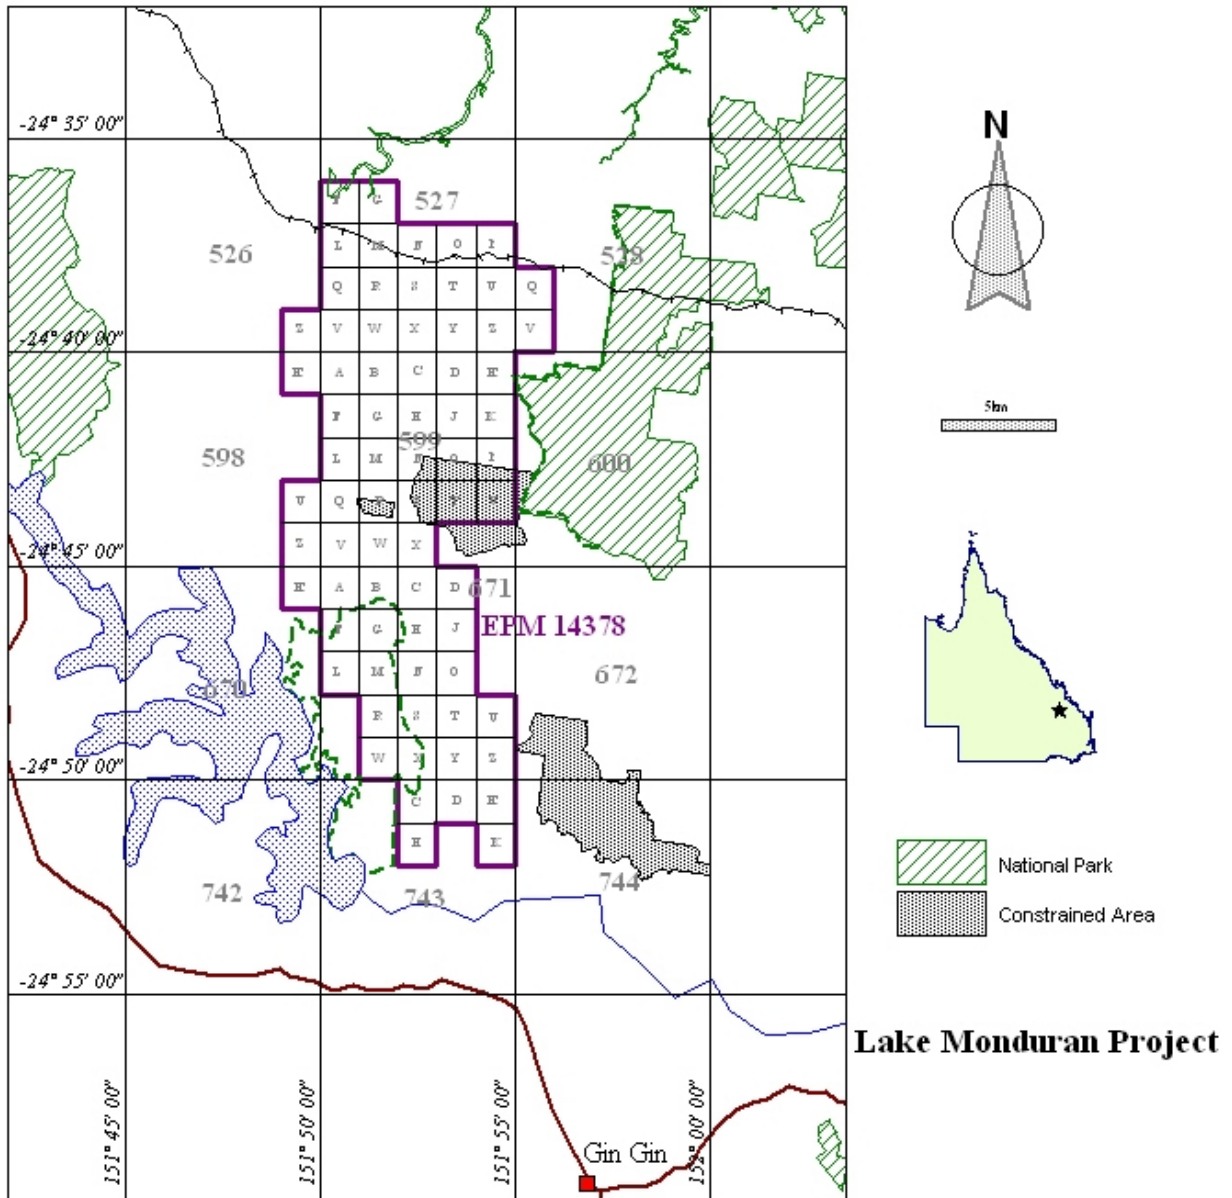 N
-24° 35' 00"
527
G
526
528
L M N O P
Q R S T U Q
Z V W X Y Z V
-24° 40' 00"
5km
A B C D
F G H J K
599
598
600
L M
U Q
Z V W X
-24° 45' 00"
A B C D
671
G H J
EPM 14378
L M N O
672
670
R S T U
W Y Z
-24° 50' 00"
C D
H K
National Park
742
743
744
Constrained Area
-24° 55' 00"
Lake Monduran Project
151° 45' 00"
151° 50' 00"
151° 55' 00"
152° 00' 00"
Gin Gin